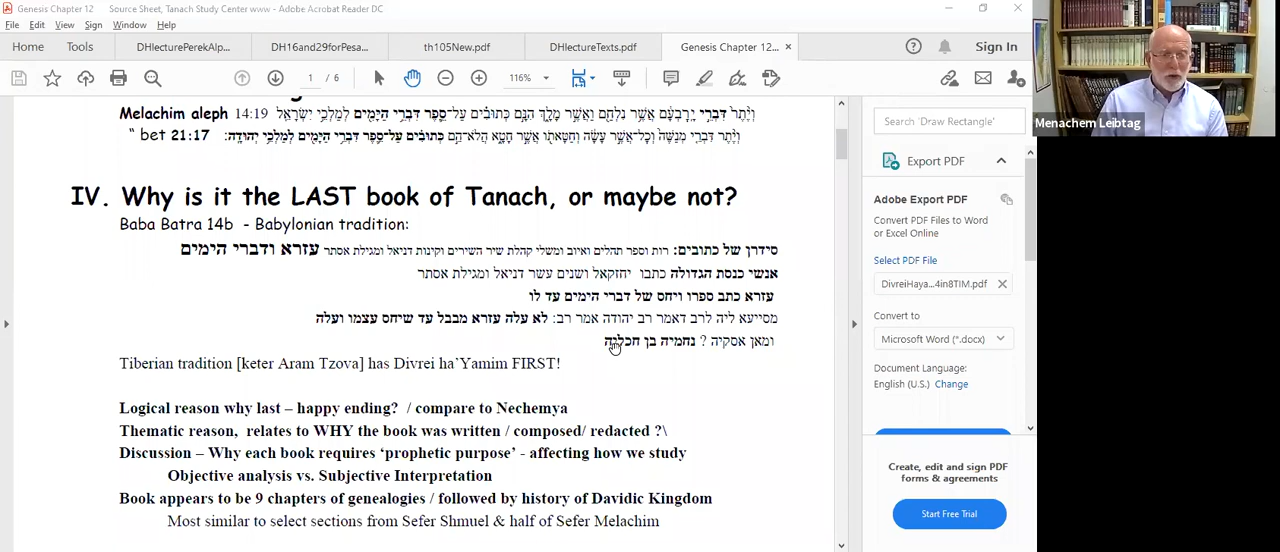 Genesis Chapter 12 Source Sheet, Tanach Study Center www - Adobe Acrobat Reader DC
File Edit View Sign Window Help
Home Tools DHlecturePerekAlp... DH16and29forPesa... th105New.pdf DHlectureTexts.pdf Genesis Chapter 12... × Sign In
1 / 6 116%
Melachim aleph 14:19 וְיֶ֙תֶר֙ דִּבְרֵ֣י יָֽרׇבְעָ֔ם אֲשֶׁ֥ר נִלְחַ֖ם וַאֲשֶׁ֣ר מָלָ֑ךְ הִנָּ֣ם כְּתוּבִ֗ים עַל־סֵ֛פֶר דִּבְרֵ֥י הַיָּמִ֖ים לְמַלְכֵ֥י יִשְׂרָאֵֽל
" bet 21:17 וְיֶ֨תֶר דִּבְרֵ֤י מְנַשֶּׁה֙ וְכׇל־אֲשֶׁ֣ר עָשָׂ֔ה וְחַטָּאת֖וֹ אֲשֶׁ֣ר חָטָ֑א הֲלֹא־הֵ֣ם כְּתוּבִ֗ים עַל־סֵ֛פֶר דִּבְרֵ֥י הַיָּמִ֖ים לְמַלְכֵ֥י יְהוּדָֽה׃
IV. Why is it the LAST book of Tanach, or maybe not?
Baba Batra 14b - Babylonian tradition:
סידרן של כתובים: רות וספר תהלים ואיוב ומשלי קהלת שיר השירים וקינות דניאל ומגילת אסתר עזרא ודברי הימים
אנשי כנסת הגדולה כתבו יחזקאל ושנים עשר דניאל ומגילת אסתר
עזרא כתב ספרו ויחס של דברי הימים עד לו
מסייעא ליה לרב דאמר רב יהודה אמר רב: לא עלה עזרא מבבל עד שיחס עצמו ועלה
ומאן אסקיה ? נחמיה בן חכליה
Tiberian tradition [keter Aram Tzova] has Divrei ha'Yamim FIRST!
Logical reason why last – happy ending? / compare to Nechemya
Thematic reason, relates to WHY the book was written / composed/ redacted ?\
Discussion – Why each book requires 'prophetic purpose' - affecting how we study
Objective analysis vs. Subjective Interpretation
Book appears to be 9 chapters of genealogies / followed by history of Davidic Kingdom
Most similar to select sections from Sefer Shmuel & half of Sefer Melachim
Search 'Draw Rectangle'
Export PDF
Adobe Export PDF
Convert PDF Files to Word
or Excel Online
Select PDF File
DivreiHaya...4in8TIM.pdf ×
Convert to
Microsoft Word (*.docx)
Document Language:
English (U.S.) Change
Create, edit and sign PDF
forms & agreements
Start Free Trial
Menachem Leibtag